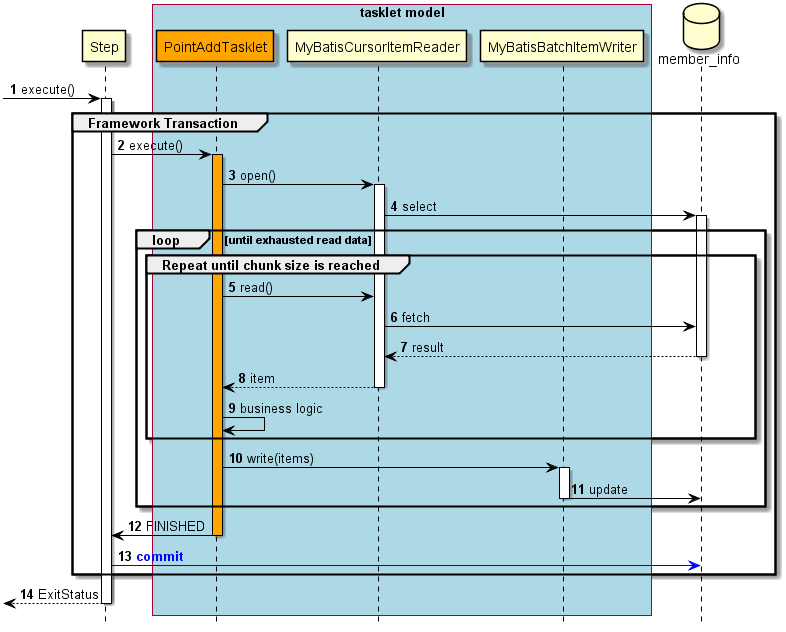 tasklet model
Step
PointAddTasklet
MyBatisCursorItemReader
MyBatisBatchItemWriter
member_info
1 execute()
Framework Transaction
2 execute()
3 open()
4 select
loop [until exhausted read data]
Repeat until chunk size is reached
5 read()
6 fetch
7 result
8 item
9 business logic
10 write(items)
11 update
12 FINISHED
13 commit
14 ExitStatus